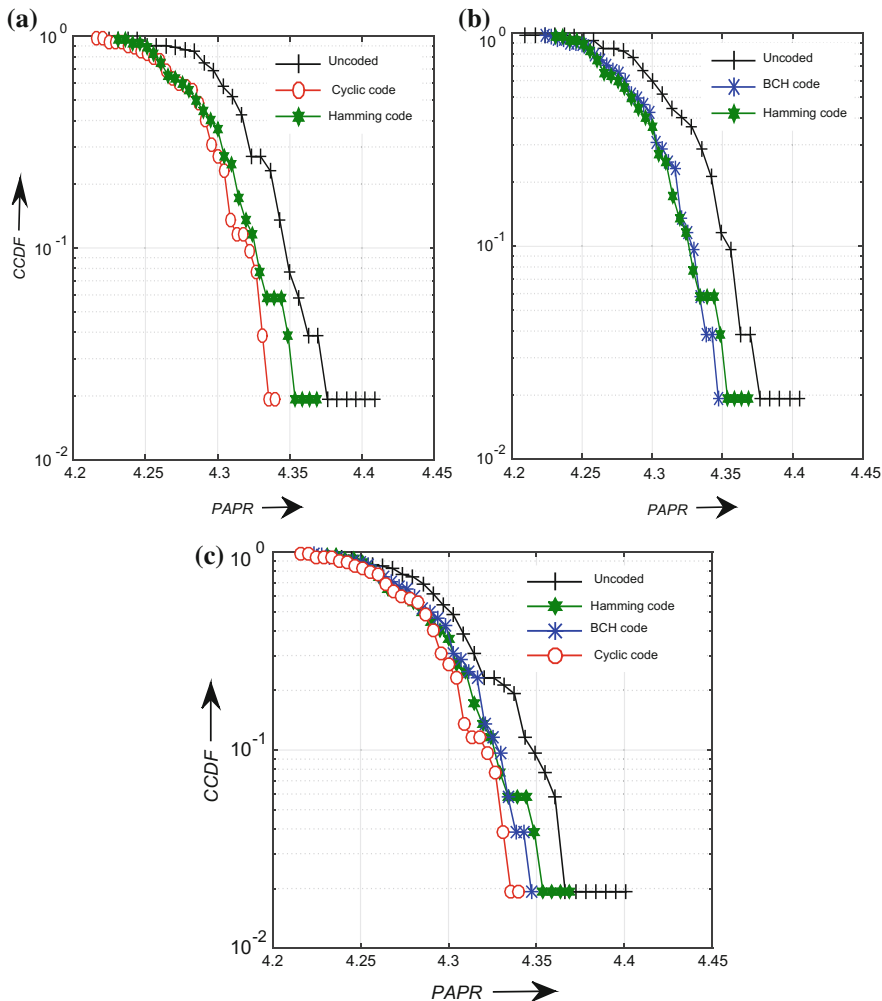 (a)
10^0
10^-1
10^-2
CCDF
Uncoded
Cyclic code
Hamming code
4.2 4.25 4.3 4.35 4.4 4.45
PAPR
(b)
10^0
10^-1
10^-2
Uncoded
BCH code
Hamming code
4.2 4.25 4.3 4.35 4.4 4.45
PAPR
(c)
10^0
10^-1
10^-2
CCDF
Uncoded
Hamming code
BCH code
Cyclic code
4.2 4.25 4.3 4.35 4.4 4.45
PAPR